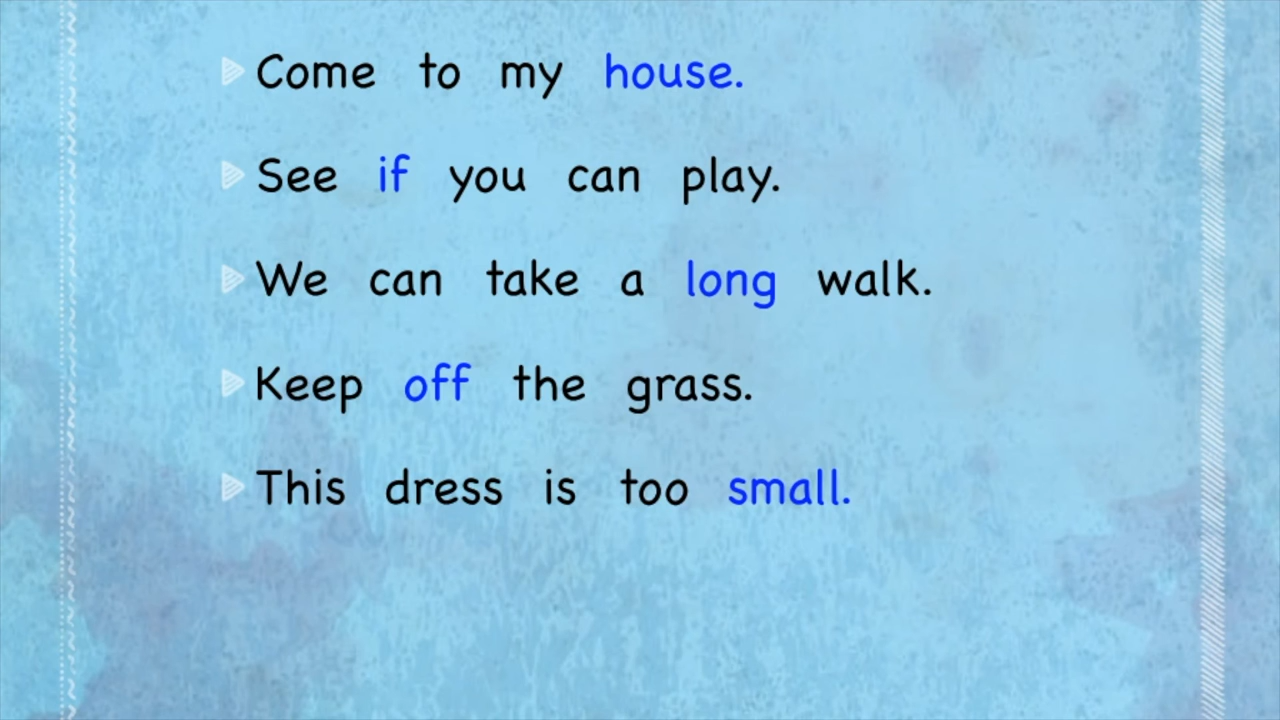 Come to my house.
See if you can play.
We can take a long walk.
Keep off the grass.
This dress is too small.